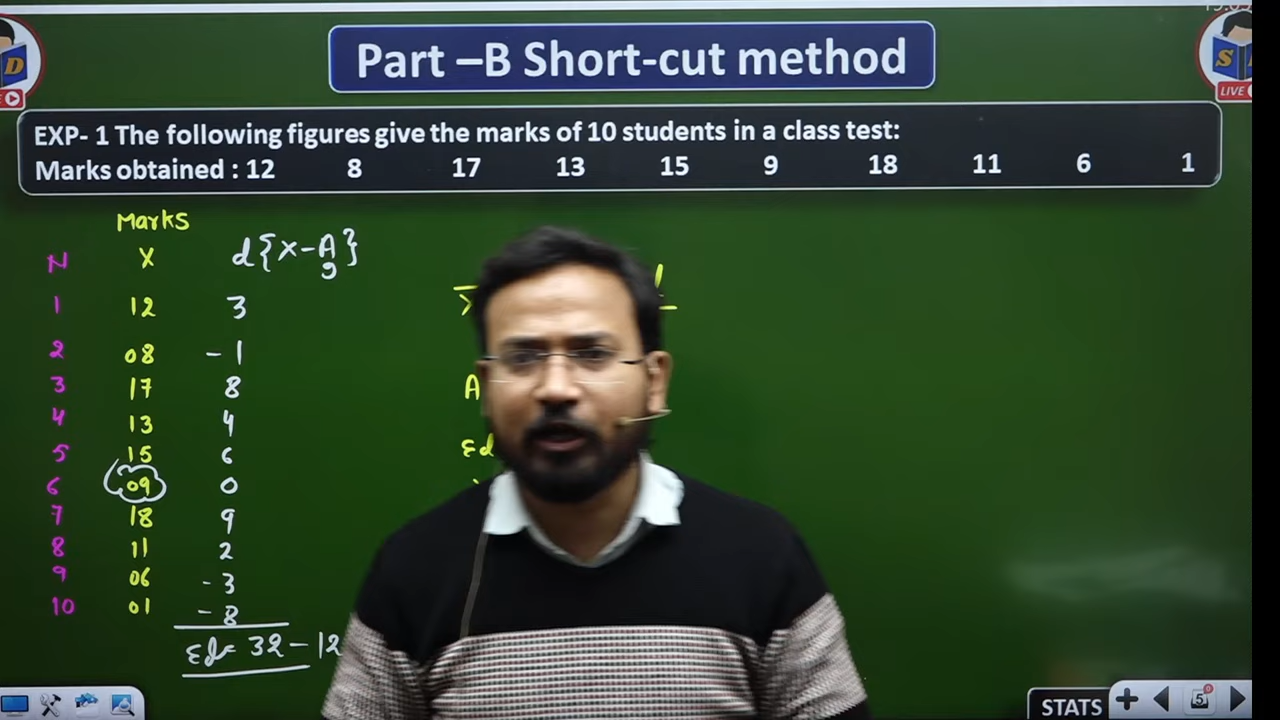 Part –B Short-cut method
EXP- 1 The following figures give the marks of 10 students in a class test:
Marks obtained : 12 8 17 13 15 9 18 11 6 1
Marks
N X d{X-A}
9
1 12 3
2 08 -1
3 17 8
4 13 4
5 15 6
6 09 0
7 18 9
8 11 2
9 06 -3
10 01 -8
Σd= 32-12
A
Σd
D
S
LIVE
STATS
5